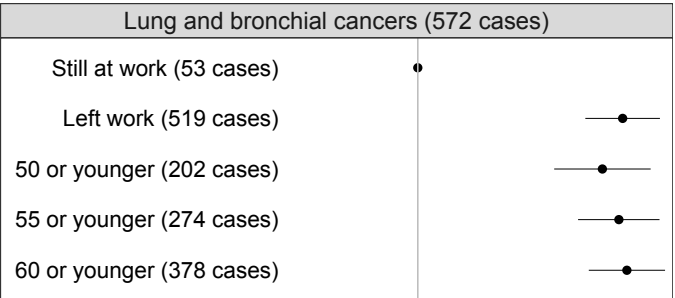 Lung and bronchial cancers (572 cases)
Still at work (53 cases)
Left work (519 cases)
50 or younger (202 cases)
55 or younger (274 cases)
60 or younger (378 cases)